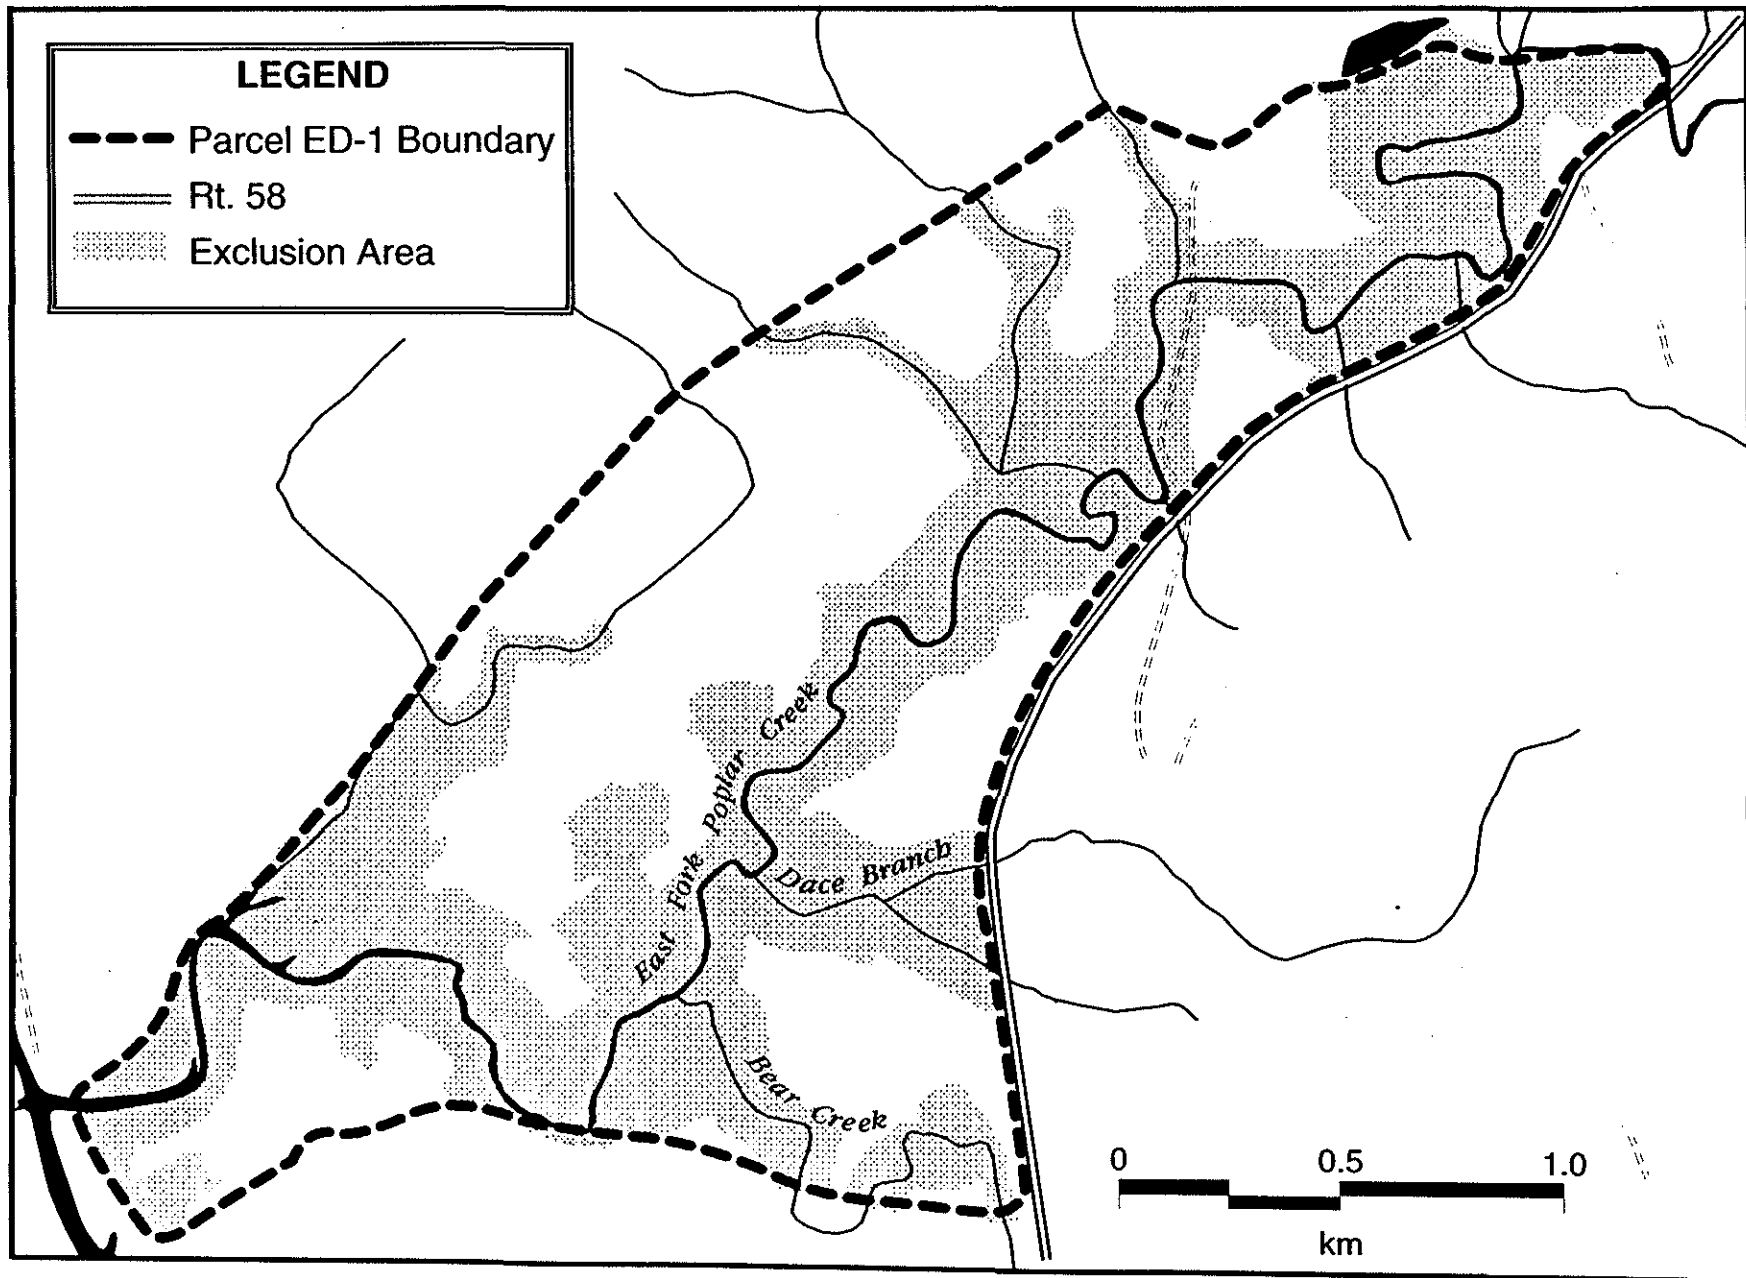 LEGEND
Parcel ED-1 Boundary
Rt. 58
Exclusion Area
East Fork Poplar Creek
Dace Branch
Bear Creek
0 0.5 1.0
km